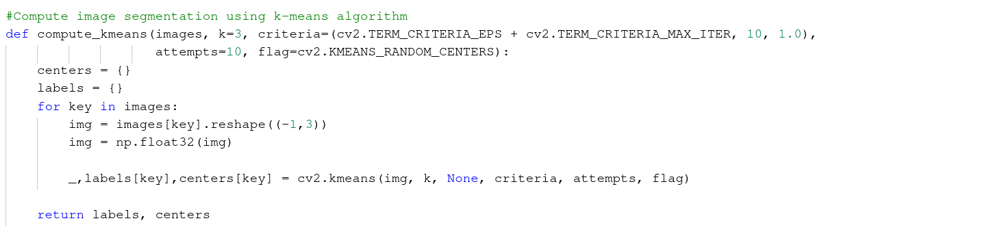 #Compute image segmentation using k-means algorithm
def compute_kmeans(images, k=3, criteria=(cv2.TERM_CRITERIA_EPS + cv2.TERM_CRITERIA_MAX_ITER, 10, 1.0),
                   attempts=10, flag=cv2.KMEANS_RANDOM_CENTERS):
    centers = {}
    labels = {}
    for key in images:
        img = images[key].reshape((-1,3))
        img = np.float32(img)
        _,labels[key],centers[key] = cv2.kmeans(img, k, None, criteria, attempts, flag)
    return labels, centers